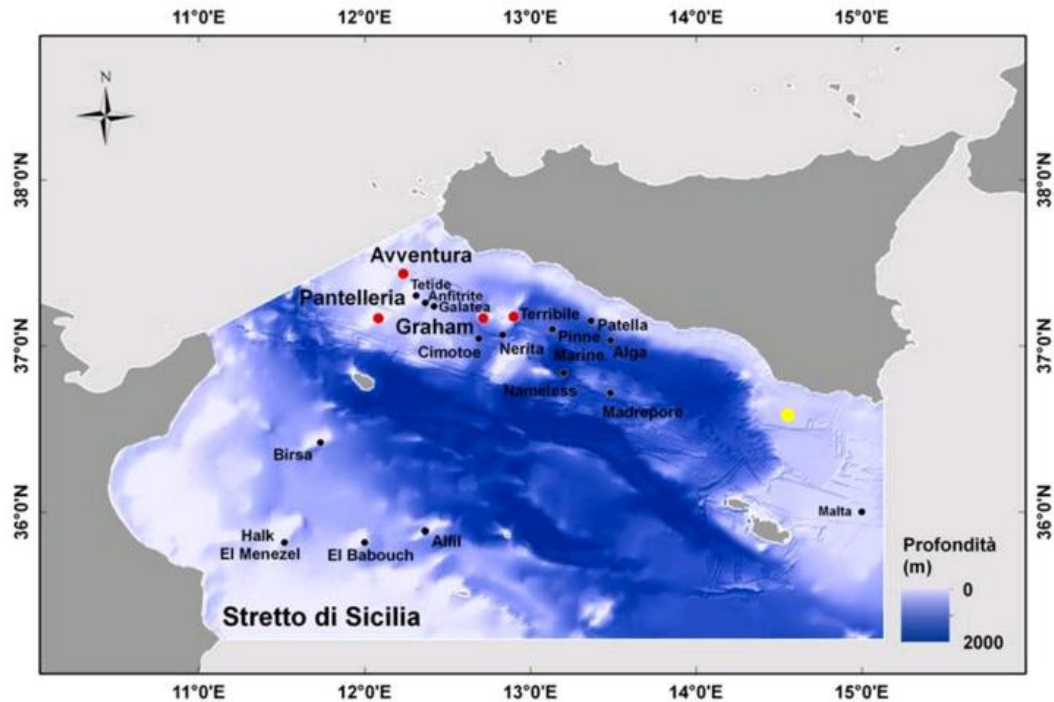 11°0'E 12°0'E 13°0'E 14°0'E 15°0'E
N
38°0'N 38°0'N
Avventura
Tetide
Pantelleria Anfitrite
Galatea
Graham Terribile
Patella
Cimotoe Nerita Pinne
Marine Alga
37°0'N 37°0'N
Nameless
Madrepore
Birsa
36°0'N 36°0'N
Malta
Halk
El Menezel
El Babouch
Alfil
Profondità
(m)
0
2000
Stretto di Sicilia
11°0'E 12°0'E 13°0'E 14°0'E 15°0'E